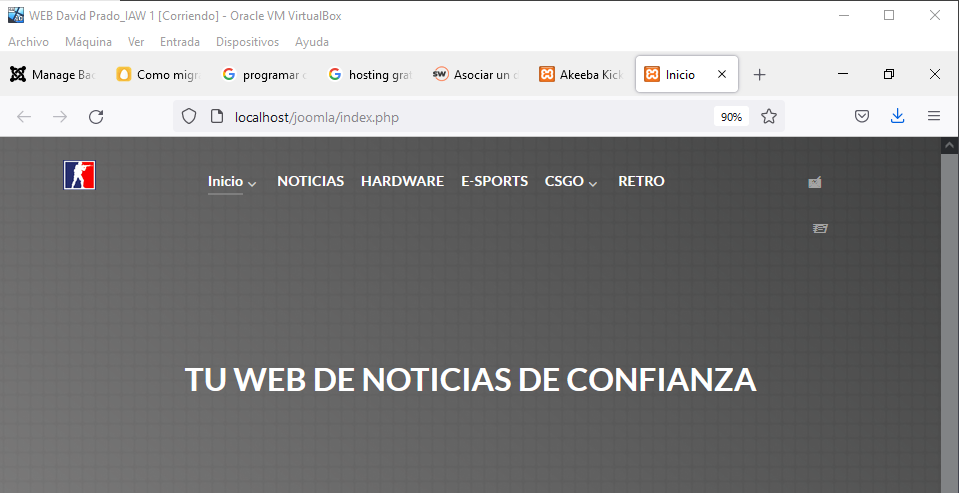 WEB David Prado_IAW 1 [Corriendo] - Oracle VM VirtualBox
Archivo Máquina Ver Entrada Dispositivos Ayuda
Manage Bac Como migra programar c hosting grat Asociar un d Akeeba Kick Inicio
localhost/joomla/index.php 90%
Inicio NOTICIAS HARDWARE E-SPORTS CSGO RETRO
TU WEB DE NOTICIAS DE CONFIANZA